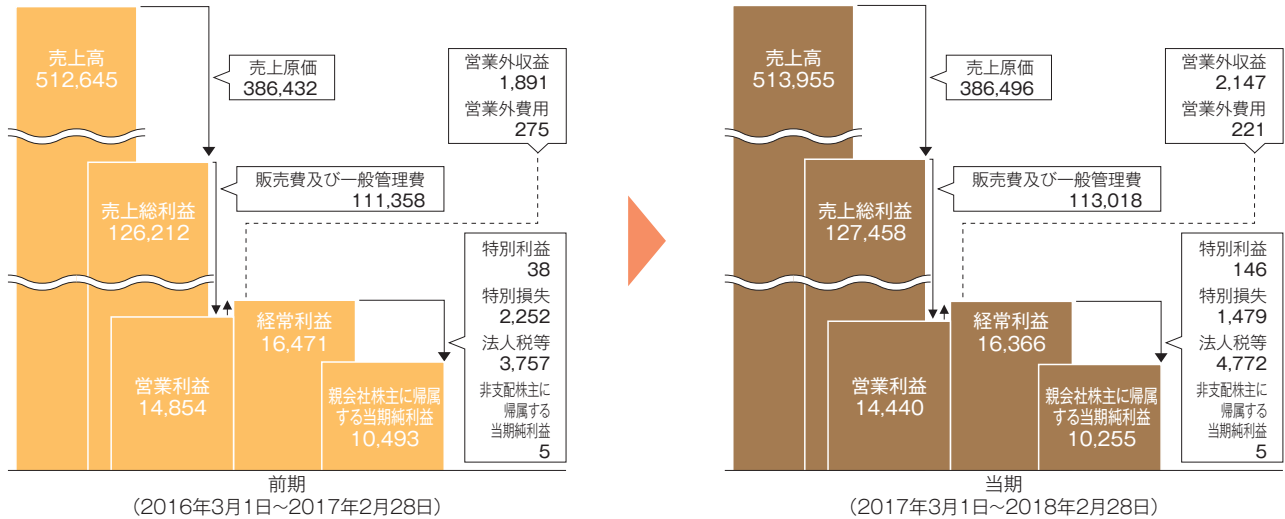 売上高
512,645
売上原価
386,432
営業外収益
1,891
営業外費用
275
販売費及び一般管理費
111,358
売上総利益
126,212
特別利益
38
特別損失
2,252
法人税等
3,757
非支配株主に
帰属する
当期純利益
5
経常利益
16,471
営業利益
14,854
親会社株主に帰属
する当期純利益
10,493
前期
（2016年3月1日～2017年2月28日）
売上高
513,955
売上原価
386,496
営業外収益
2,147
営業外費用
221
販売費及び一般管理費
113,018
売上総利益
127,458
特別利益
146
特別損失
1,479
法人税等
4,772
非支配株主に
帰属する
当期純利益
5
経常利益
16,366
営業利益
14,440
親会社株主に帰属
する当期純利益
10,255
当期
（2017年3月1日～2018年2月28日）